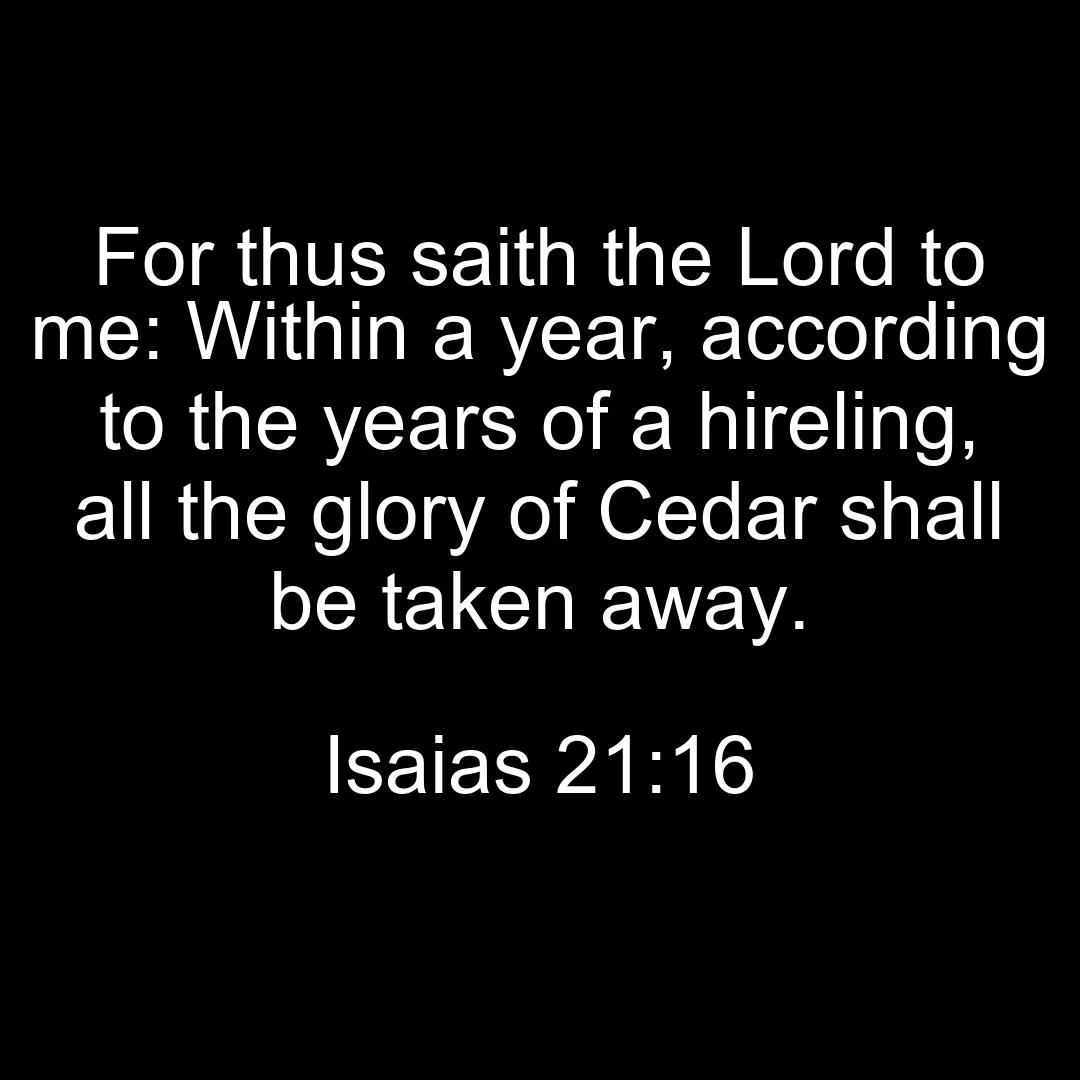 For thus saith the Lord to
me: Within a year, according
to the years of a hireling,
all the glory of Cedar shall
be taken away.
Isaias 21:16